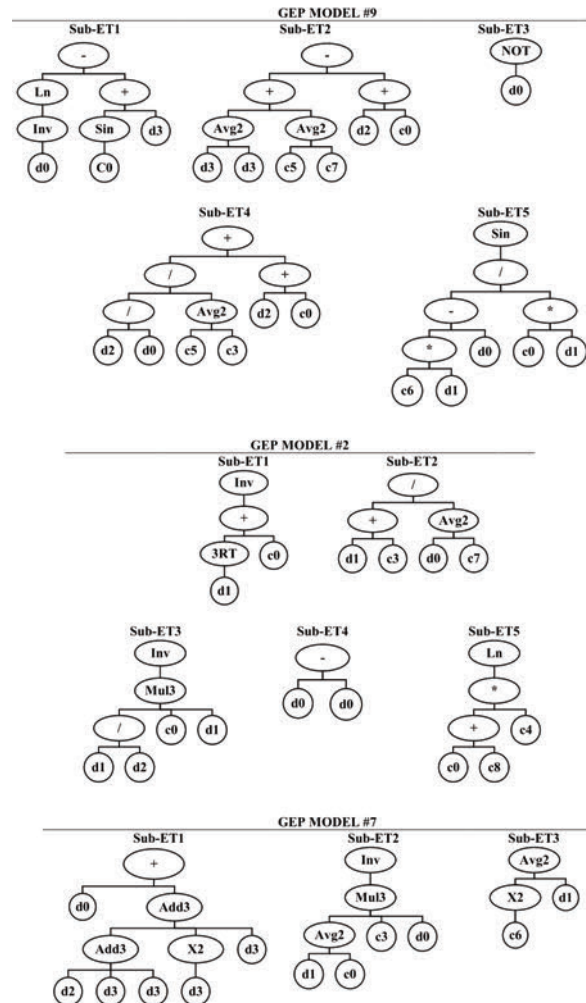 GEP MODEL #9
Sub-ET1 Sub-ET2 Sub-ET3
- - NOT
Ln + + + d0
Inv Sin d3 Avg2 Avg2 d2 c0
d0 C0 d3 d3 c5 c7
Sub-ET4 Sub-ET5
+ Sin
/ + /
/ Avg2 d2 c0 - *
d2 d0 c5 c3 * d0 c0 d1
c6 d1
GEP MODEL #2
Sub-ET1 Sub-ET2
Inv /
+ + Avg2
3RT c0 d1 c3 d0 c7
d1
Sub-ET3 Sub-ET4 Sub-ET5
Inv - Ln
Mul3 d0 d0 *
/ c0 d1 + c4
d1 d2 c0 c8
GEP MODEL #7
Sub-ET1 Sub-ET2 Sub-ET3
+ Inv Avg2
d0 Add3 Mul3 X2 d1
Add3 X2 d3 Avg2 c3 d0 c6
d2 d3 d3 d3 d1 c0